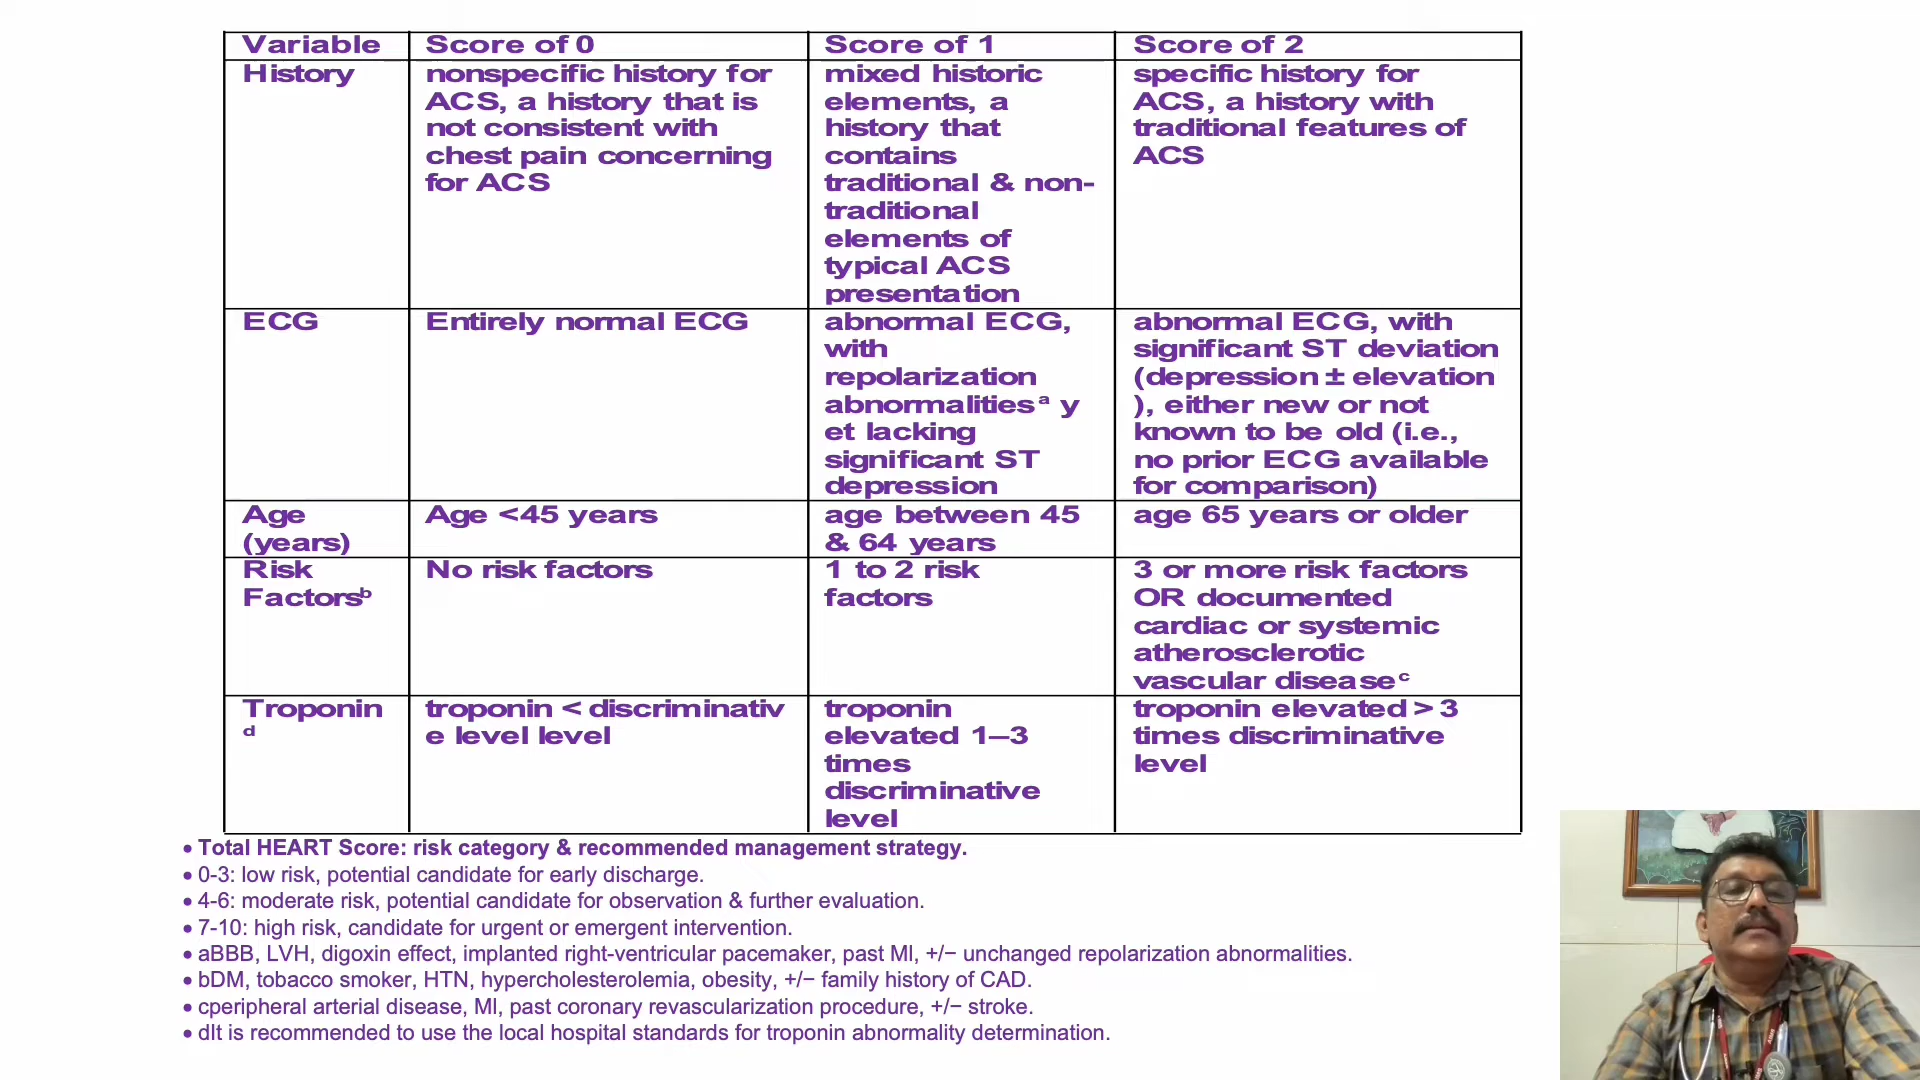 Variable Score of 0 Score of 1 Score of 2
History
nonspecific history for
ACS, a history that is
not consistent with
chest pain concerning
for ACS
mixed historic
elements, a
history that
contains
traditional & non-
traditional
elements of
typical ACS
presentation
specific history for
ACS, a history with
traditional features of
ACS
ECG
Entirely normal ECG
abnormal ECG,
with
repolarization
abnormalitiesᵃ y
et lacking
significant ST
depression
abnormal ECG, with
significant ST deviation
(depression ± elevation
), either new or not
known to be old (i.e.,
no prior ECG available
for comparison)
Age
(years)
Age <45 years
age between 45
& 64 years
age 65 years or older
Risk
Factorsᵇ
No risk factors
1 to 2 risk
factors
3 or more risk factors
OR documented
cardiac or systemic
atherosclerotic
vascular diseaseᶜ
Troponin
ᵈ
troponin < discriminativ
e level level
troponin
elevated 1–3
times
discriminative
level
troponin elevated > 3
times discriminative
level
• Total HEART Score: risk category & recommended management strategy.
• 0-3: low risk, potential candidate for early discharge.
• 4-6: moderate risk, potential candidate for observation & further evaluation.
• 7-10: high risk, candidate for urgent or emergent intervention.
• aBBB, LVH, digoxin effect, implanted right-ventricular pacemaker, past MI, +/− unchanged repolarization abnormalities.
• bDM, tobacco smoker, HTN, hypercholesterolemia, obesity, +/− family history of CAD.
• cperipheral arterial disease, MI, past coronary revascularization procedure, +/− stroke.
• dIt is recommended to use the local hospital standards for troponin abnormality determination.